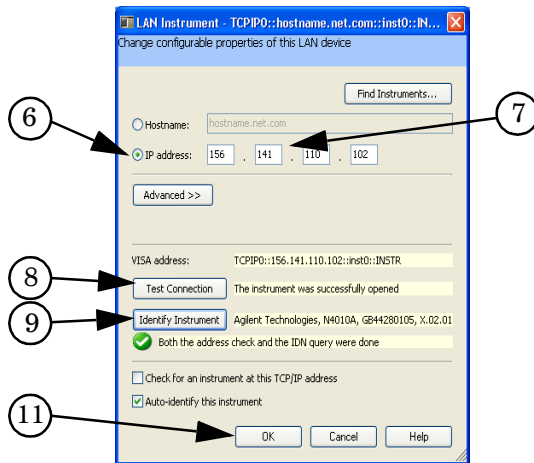 LAN Instrument - TCPIP0::hostname.net.com::inst0::IN...
Change configurable properties of this LAN device
Find Instruments...
6
7
Hostname: hostname.net.com
IP address: 156 . 141 . 110 . 102
Advanced >>
VISA address: TCPIP0::156.141.110.102::inst0::INSTR
8
Test Connection The instrument was successfully opened
9
Identify Instrument Agilent Technologies, N4010A, GB44280105, X.02.01
Both the address check and the IDN query were done
Check for an instrument at this TCP/IP address
Auto-identify this instrument
11
OK Cancel Help